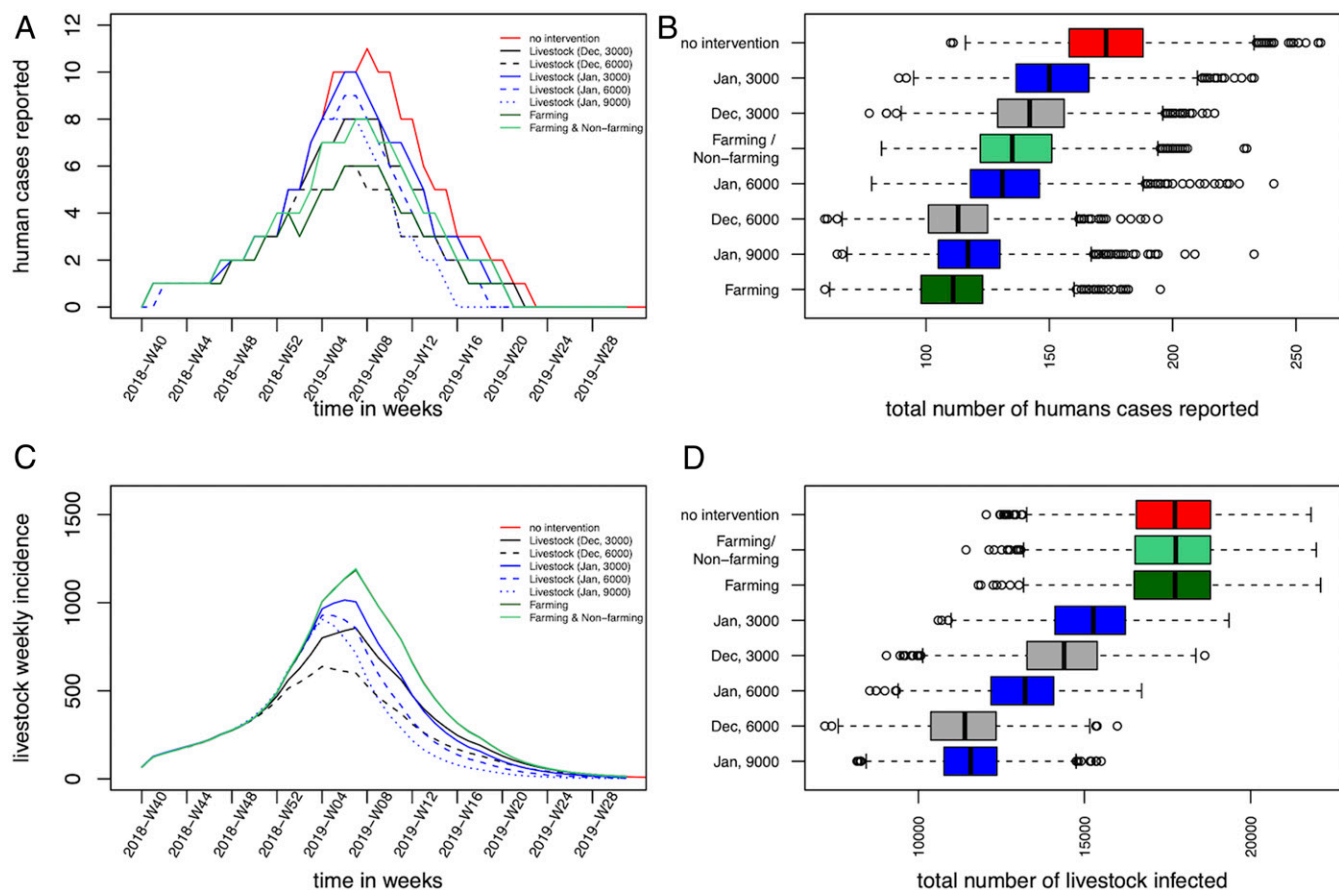 A
human cases reported
12
10
8
6
4
2
0
no intervention
Livestock (Dec, 3000)
Livestock (Dec, 6000)
Livestock (Jan, 3000)
Livestock (Jan, 6000)
Livestock (Jan, 9000)
Farming
Farming & Non-farming
2018-W40
2018-W44
2018-W48
2018-W52
2019-W04
2019-W08
2019-W12
2019-W16
2019-W20
2019-W24
2019-W28
time in weeks
B
no intervention
Jan, 3000
Dec, 3000
Farming /
Non-farming
Jan, 6000
Dec, 6000
Jan, 9000
Farming
100
150
200
250
total number of humans cases reported
C
livestock weekly incidence
1500
1000
500
0
no intervention
Livestock (Dec, 3000)
Livestock (Dec, 6000)
Livestock (Jan, 3000)
Livestock (Jan, 6000)
Livestock (Jan, 9000)
Farming
Farming & Non-farming
2018-W40
2018-W44
2018-W48
2018-W52
2019-W04
2019-W08
2019-W12
2019-W16
2019-W20
2019-W24
2019-W28
time in weeks
D
no intervention
Farming/
Non-farming
Farming
Jan, 3000
Dec, 3000
Jan, 6000
Dec, 6000
Jan, 9000
10000
15000
20000
total number of livestock infected